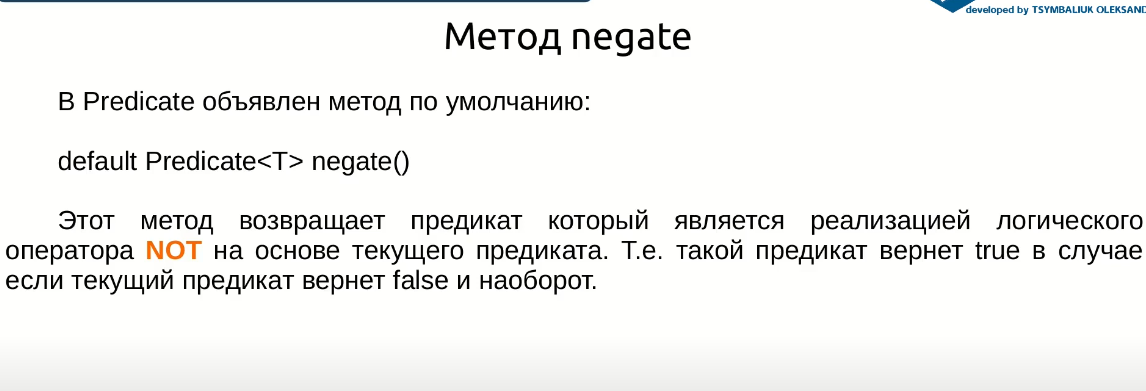 developed by TSYMBALIUK OLEKSAND
Метод negate
В Predicate объявлен метод по умолчанию:
default Predicate<T> negate()
Этот метод возвращает предикат который является реализацией логического
оператора NOT на основе текущего предиката. Т.е. такой предикат вернет true в случае
если текущий предикат вернет false и наоборот.